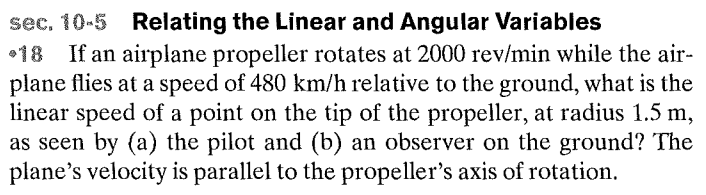 sec. 10-5 Relating the Linear and Angular Variables
•18 If an airplane propeller rotates at 2000 rev/min while the air-
plane flies at a speed of 480 km/h relative to the ground, what is the
linear speed of a point on the tip of the propeller, at radius 1.5 m,
as seen by (a) the pilot and (b) an observer on the ground? The
plane's velocity is parallel to the propeller's axis of rotation.